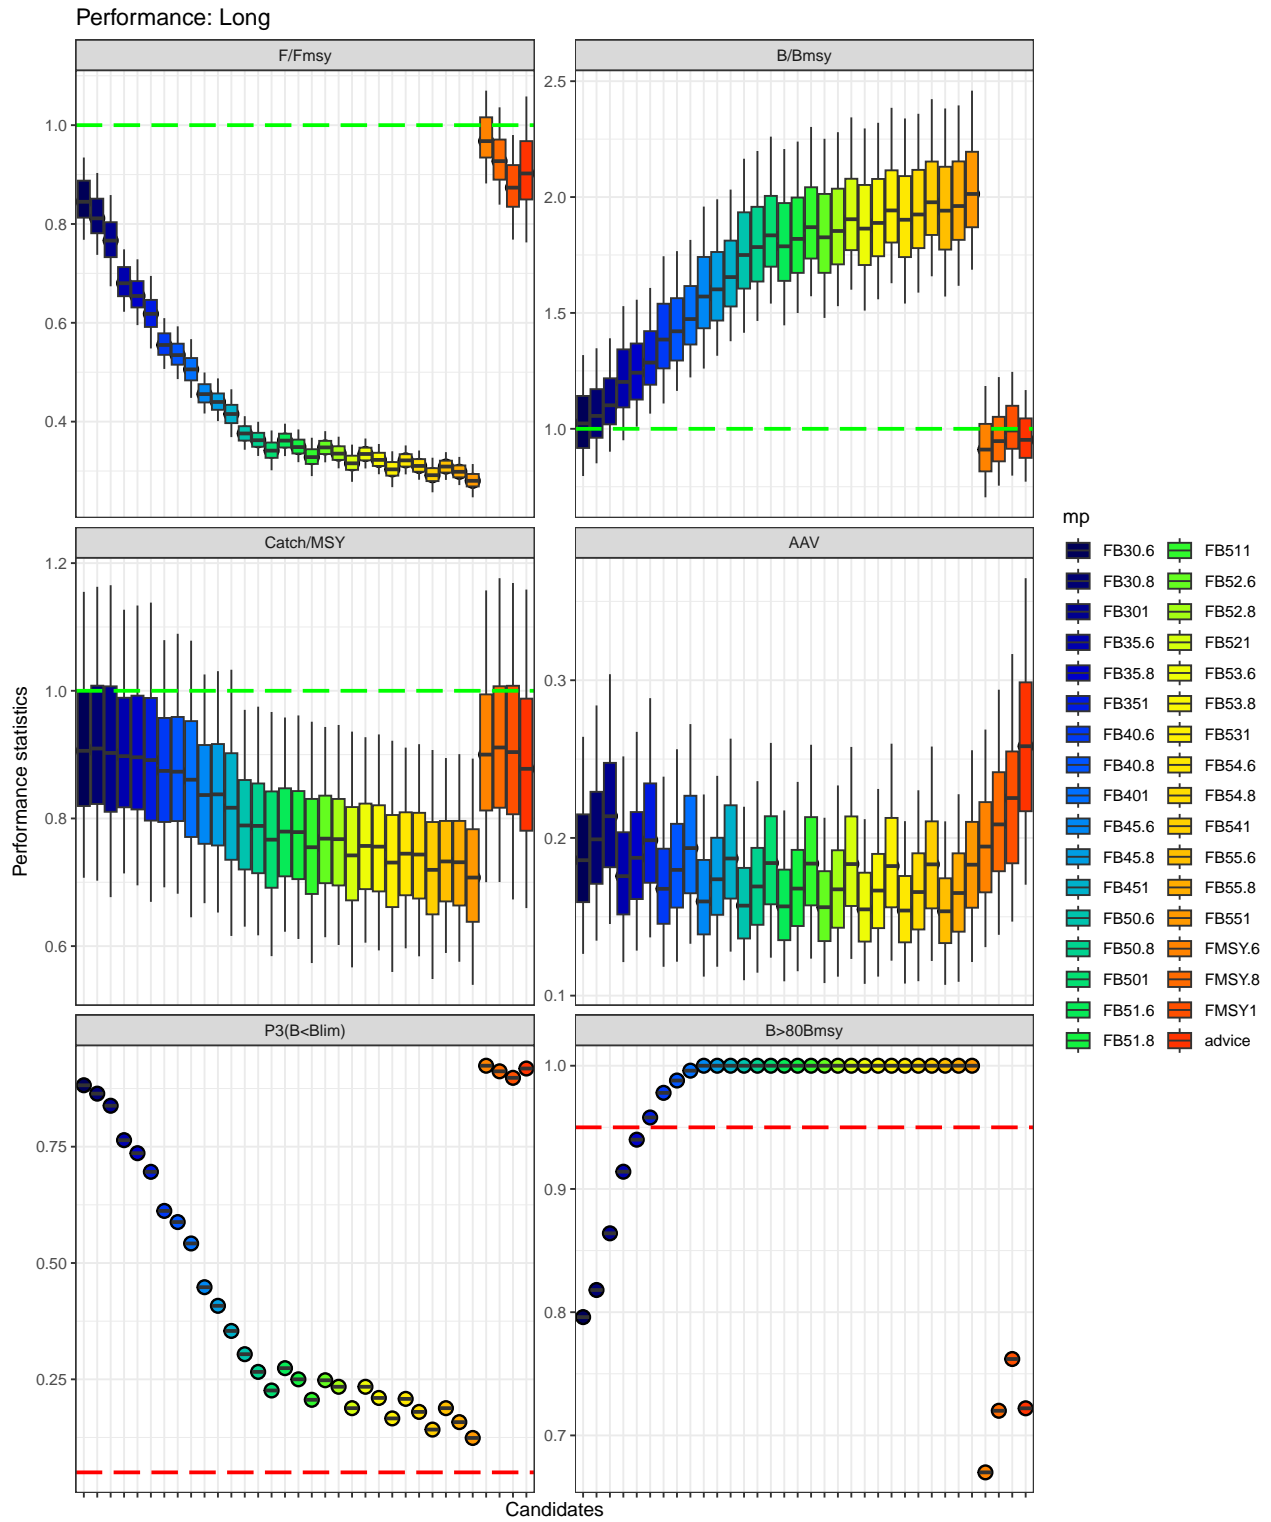 Performance: Long
F/Fmsy
B/Bmsy
1.0
0.8
0.6
0.4
2.5
2.0
1.5
1.0
Catch/MSY
AAV
1.2
1.0
0.8
0.6
0.3
0.2
0.1
P3(B<Blim)
B>80Bmsy
0.75
0.50
0.25
1.0
0.9
0.8
0.7
Performance statistics
Candidates
mp
FB30.6
FB30.8
FB301
FB35.6
FB35.8
FB351
FB40.6
FB40.8
FB401
FB45.6
FB45.8
FB451
FB50.6
FB50.8
FB501
FB51.6
FB51.8
FB511
FB52.6
FB52.8
FB521
FB53.6
FB53.8
FB531
FB54.6
FB54.8
FB541
FB55.6
FB55.8
FB551
FMSY.6
FMSY.8
FMSY1
advice